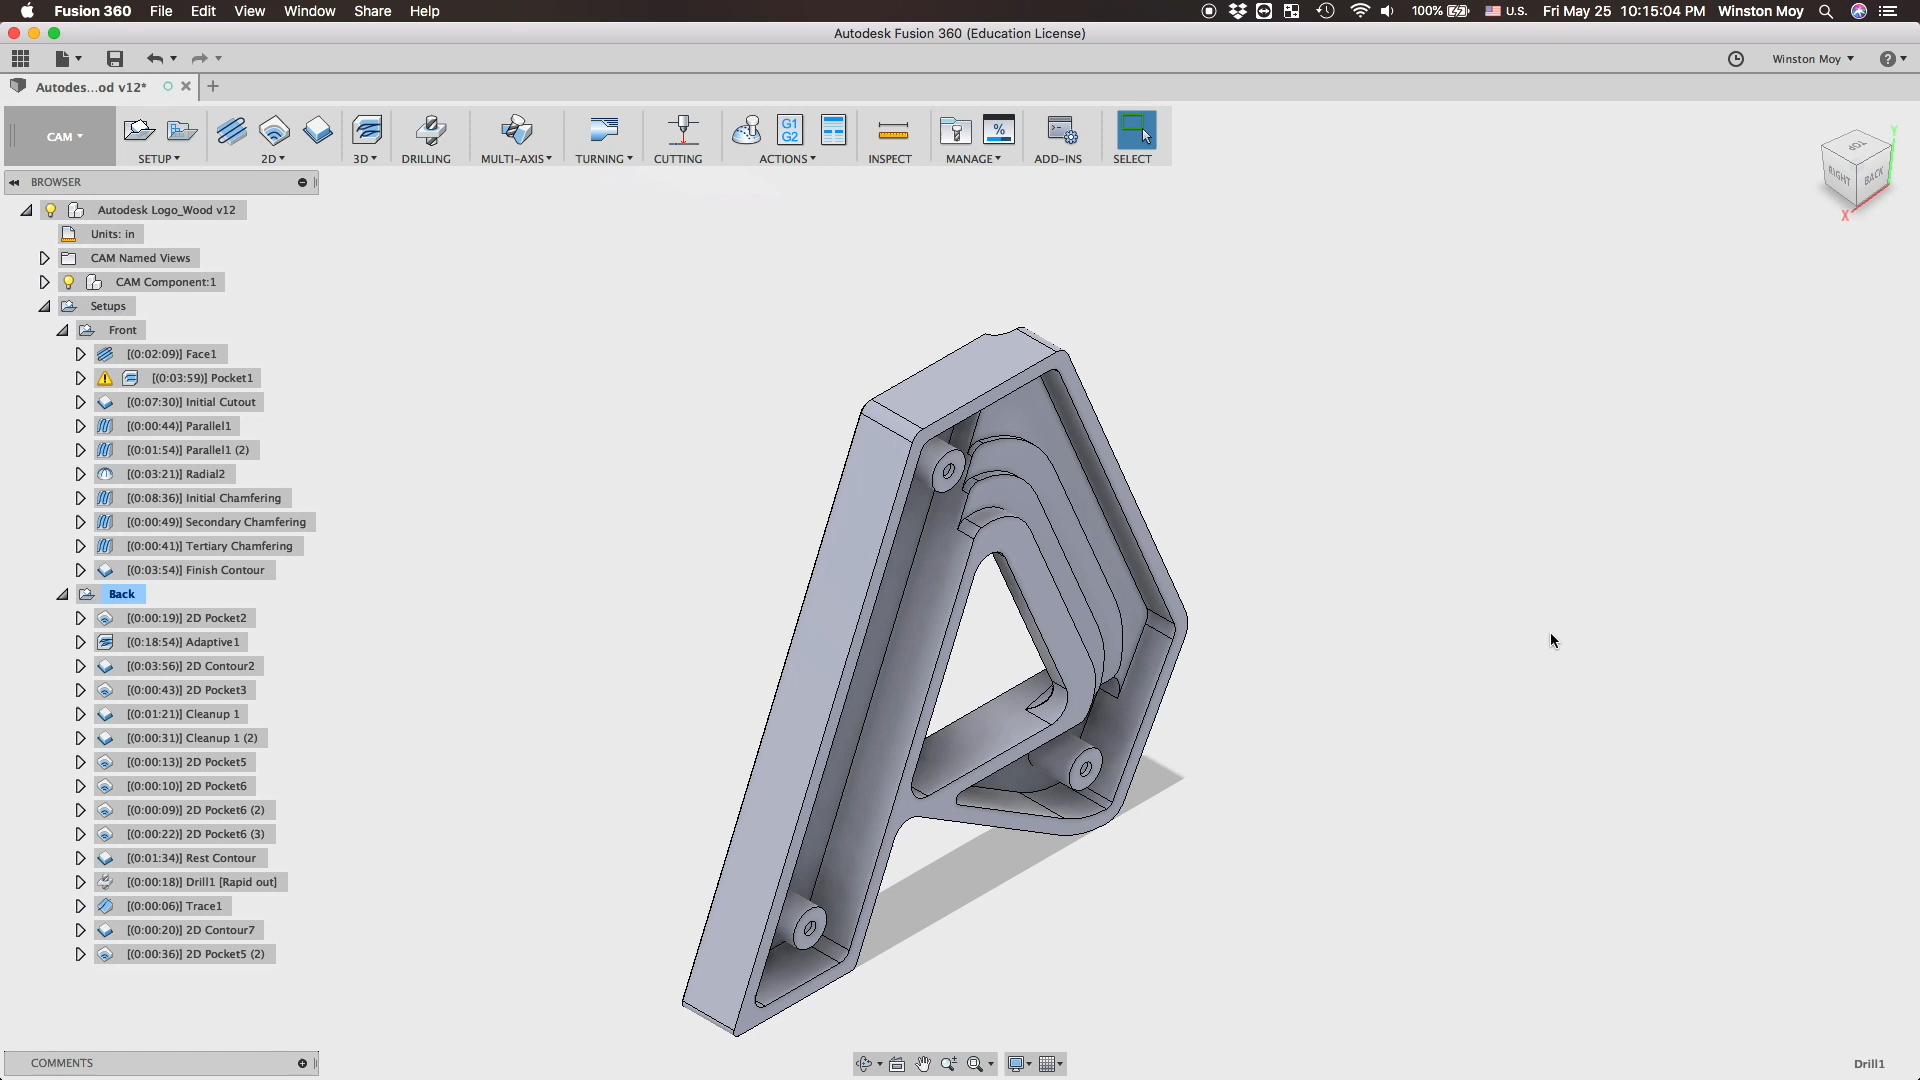 Fusion 360 File Edit View Window Share Help 100% U.S. Fri May 25 10:15:04 PM Winston Moy
Autodesk Fusion 360 (Education License)
Winston Moy
Autodes...od v12*
CAM
G1
G2
%
SETUP 2D 3D DRILLING MULTI-AXIS TURNING CUTTING ACTIONS INSPECT MANAGE ADD-INS SELECT
Y
TOP
RIGHT BACK
X
BROWSER
Autodesk Logo_Wood v12
Units: in
CAM Named Views
CAM Component:1
Setups
Front
[(0:02:09)] Face1
[(0:03:59)] Pocket1
[(0:07:30)] Initial Cutout
[(0:00:44)] Parallel1
[(0:01:54)] Parallel1 (2)
[(0:03:21)] Radial2
[(0:08:36)] Initial Chamfering
[(0:00:49)] Secondary Chamfering
[(0:00:41)] Tertiary Chamfering
[(0:03:54)] Finish Contour
Back
[(0:00:19)] 2D Pocket2
[(0:18:54)] Adaptive1
[(0:03:56)] 2D Contour2
[(0:00:43)] 2D Pocket3
[(0:01:21)] Cleanup 1
[(0:00:31)] Cleanup 1 (2)
[(0:00:13)] 2D Pocket5
[(0:00:10)] 2D Pocket6
[(0:00:09)] 2D Pocket6 (2)
[(0:00:22)] 2D Pocket6 (3)
[(0:01:34)] Rest Contour
[(0:00:18)] Drill1 [Rapid out]
[(0:00:06)] Trace1
[(0:00:20)] 2D Contour7
[(0:00:36)] 2D Pocket5 (2)
COMMENTS
Drill1